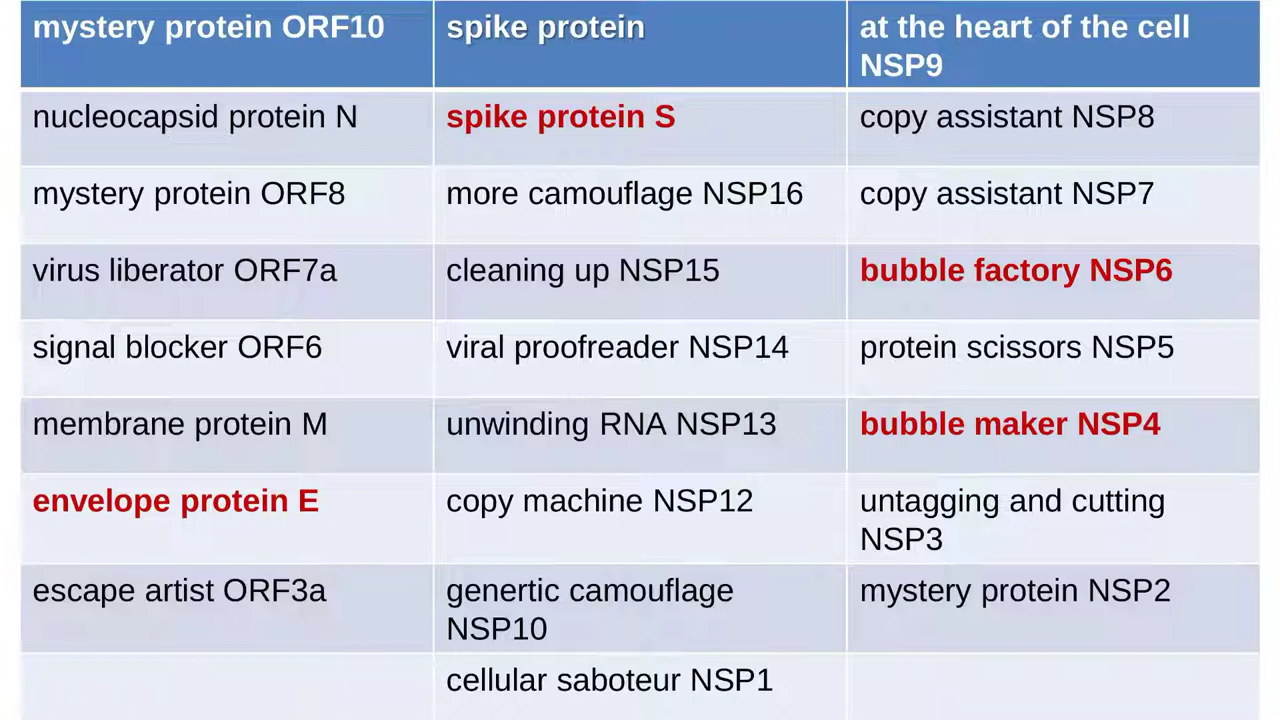 mystery protein ORF10
spike protein
at the heart of the cell
NSP9
nucleocapsid protein N
spike protein S
copy assistant NSP8
mystery protein ORF8
more camouflage NSP16
copy assistant NSP7
virus liberator ORF7a
cleaning up NSP15
bubble factory NSP6
signal blocker ORF6
viral proofreader NSP14
protein scissors NSP5
membrane protein M
unwinding RNA NSP13
bubble maker NSP4
envelope protein E
copy machine NSP12
untagging and cutting
NSP3
escape artist ORF3a
genertic camouflage
NSP10
mystery protein NSP2
cellular saboteur NSP1